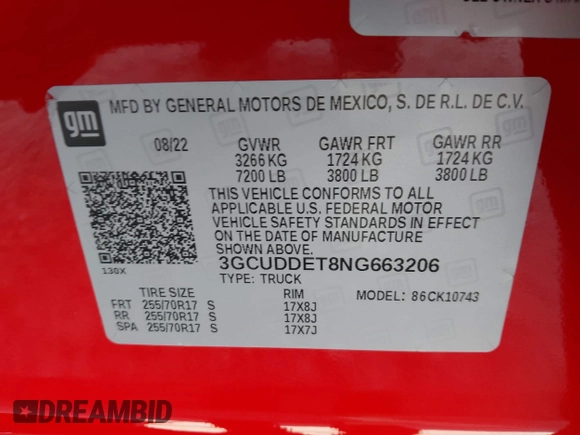 gm MFD BY GENERAL MOTORS DE MEXICO, S. DE R.L. DE C.V.
08/22 GVWR GAWR FRT GAWR RR
3266 KG 1724 KG 1724 KG
7200 LB 3800 LB 3800 LB
THIS VEHICLE CONFORMS TO ALL
APPLICABLE U.S. FEDERAL MOTOR
VEHICLE SAFETY STANDARDS IN EFFECT
ON THE DATE OF MANUFACTURE
SHOWN ABOVE.
130X 3GCUDDET8NG663206
TYPE: TRUCK
TIRE SIZE RIM MODEL: 86CK10743
FRT 255/70R17 S 17X8J
RR 255/70R17 S 17X8J
SPA 255/70R17 S 17X7J
DREAMBID